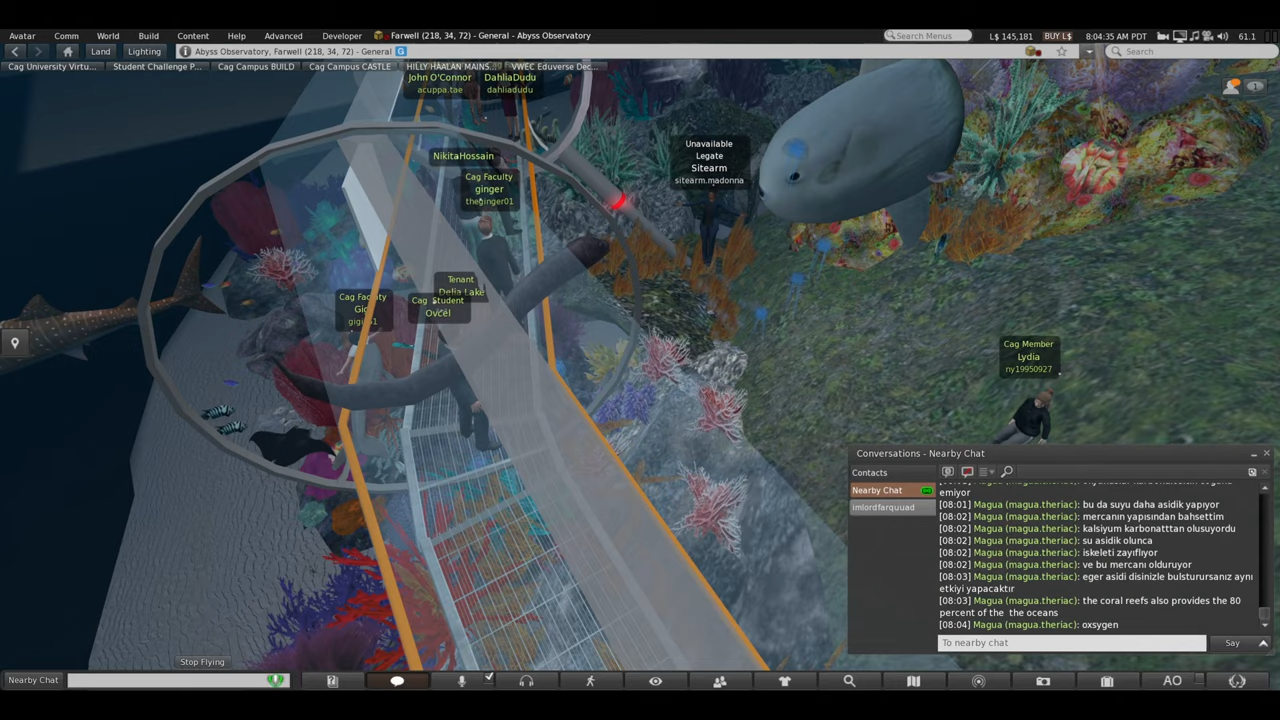 Avatar Comm World Build Content Help Advanced Developer Farwell (218, 34, 72) - General - Abyss Observatory Search Menus L$ 145,181 BUY L$ 8:04:35 AM PDT 61.1
Land Lighting Abyss Observatory, Farwell (218, 34, 72) - General G Search
Cag University Virtu... Student Challenge P... Cag Campus BUILD Cag Campus CASTLE HILLY HAALAN MAINS... VWEC Eduverse Dec...
John O'Connor
acuppa.tae
DahliaDudu
dahliadudu
NikitaHossain
Cag Faculty
ginger
theginger01
Unavailable
Legate
Sitearm
sitearm.madonna
Tenant
Delia Lake
Cag Student
Ovcel
Cag Faculty
Cag Member
Lydia
ny19950927
Conversations - Nearby Chat
Contacts
Nearby Chat
imlordfarquuad
emiyor
[08:01] Magua (magua.theriac): bu da suyu daha asidik yapıyor
[08:02] Magua (magua.theriac): mercanın yapısından bahsettim
[08:02] Magua (magua.theriac): kalsiyum karbonatttan olusuyordu
[08:02] Magua (magua.theriac): su asidik olunca
[08:02] Magua (magua.theriac): iskeleti zayıflıyor
[08:02] Magua (magua.theriac): ve bu mercanı olduruyor
[08:03] Magua (magua.theriac): eger asidi disinizle bulsturursanız aynı
etkiyi yapacaktır
[08:03] Magua (magua.theriac): the coral reefs also provides the 80
percent of the the oceans
[08:04] Magua (magua.theriac): oxsygen
To nearby chat Say
Stop Flying
Nearby Chat AO